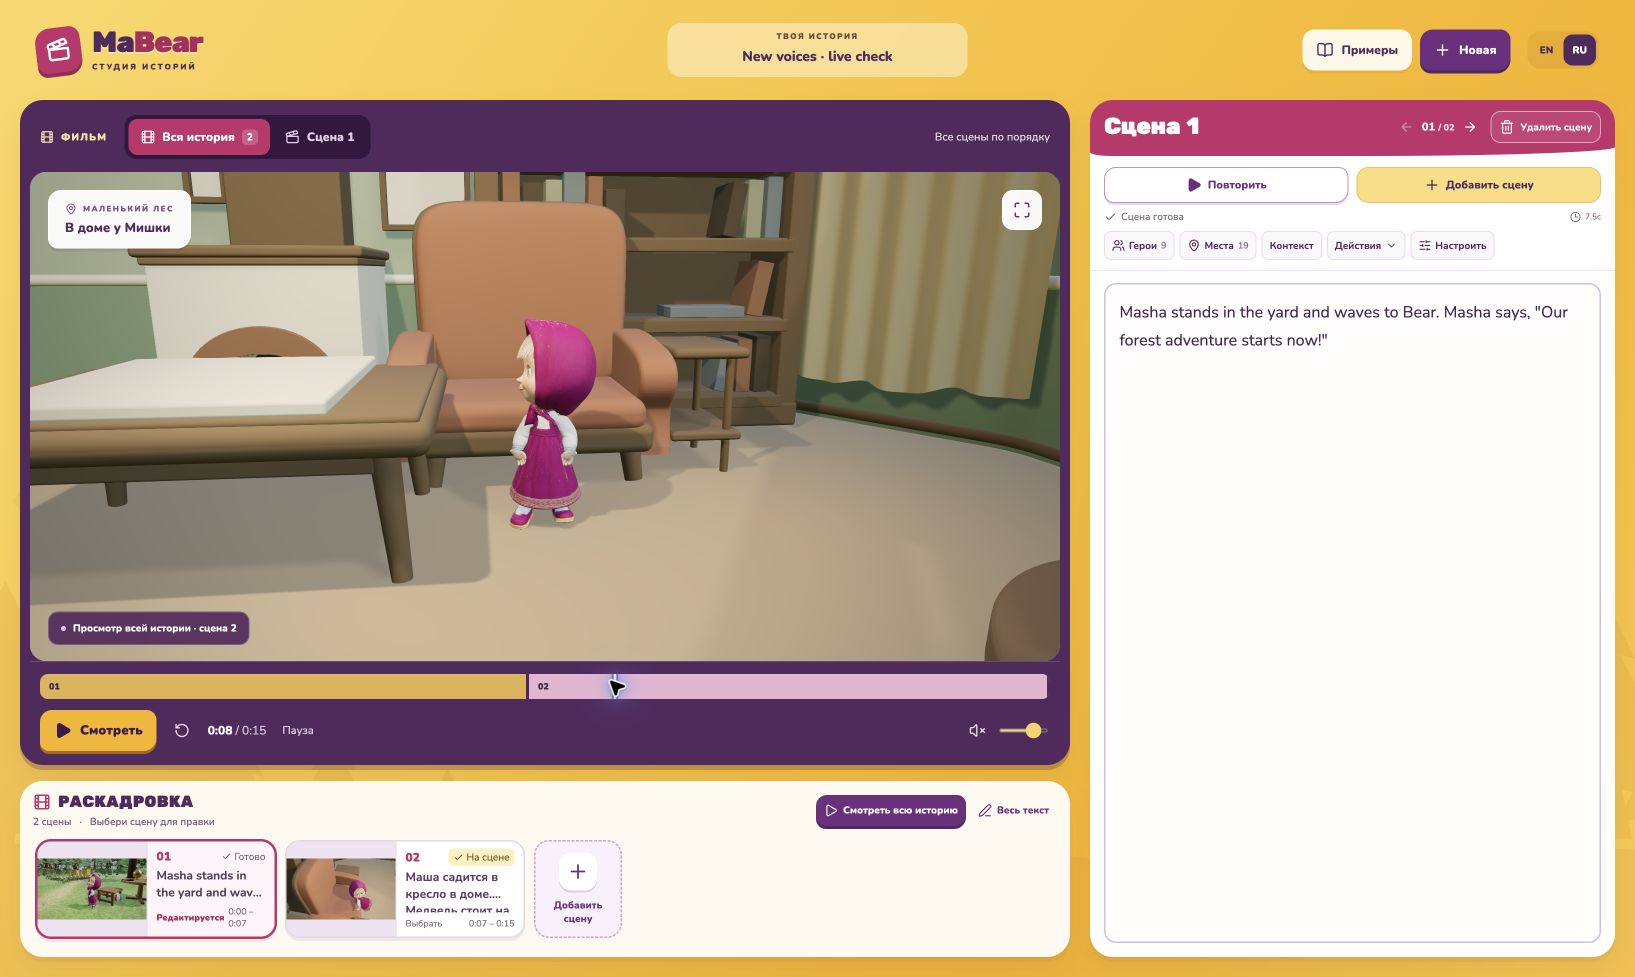 MaBear
СТУДИЯ ИСТОРИЙ
ТВОЯ ИСТОРИЯ
New voices · live check
Примеры
Новая
EN
RU
ФИЛЬМ
Вся история 2
Сцена 1
Все сцены по порядку
МАЛЕНЬКИЙ ЛЕС
В доме у Мишки
Просмотр всей истории · сцена 2
01
02
Смотреть
0:08 / 0:15
Пауза
РАСКАДРОВКА
2 сцены · Выбери сцену для правки
Смотреть всю историю
Весь текст
01
Готово
Masha stands in
the yard and wav...
Редактируется
0:00 –
0:07
02
На сцене
Маша садится в
кресло в доме....
Медведь стоит на
Выбрать
0:07 – 0:15
Добавить
сцену
Сцена 1
01 / 02
Удалить сцену
Повторить
Добавить сцену
Сцена готова
7.5с
Герои 9
Места 19
Контекст
Действия
Настроить
Masha stands in the yard and waves to Bear. Masha says, "Our
forest adventure starts now!"